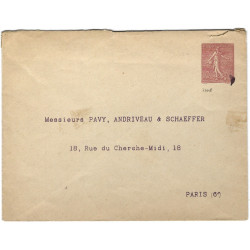 Messieurs PAVY, ANDRIVEAU & SCHAEFFER
18, Rue du Cherche-Midi, 18
PARIS (6e)